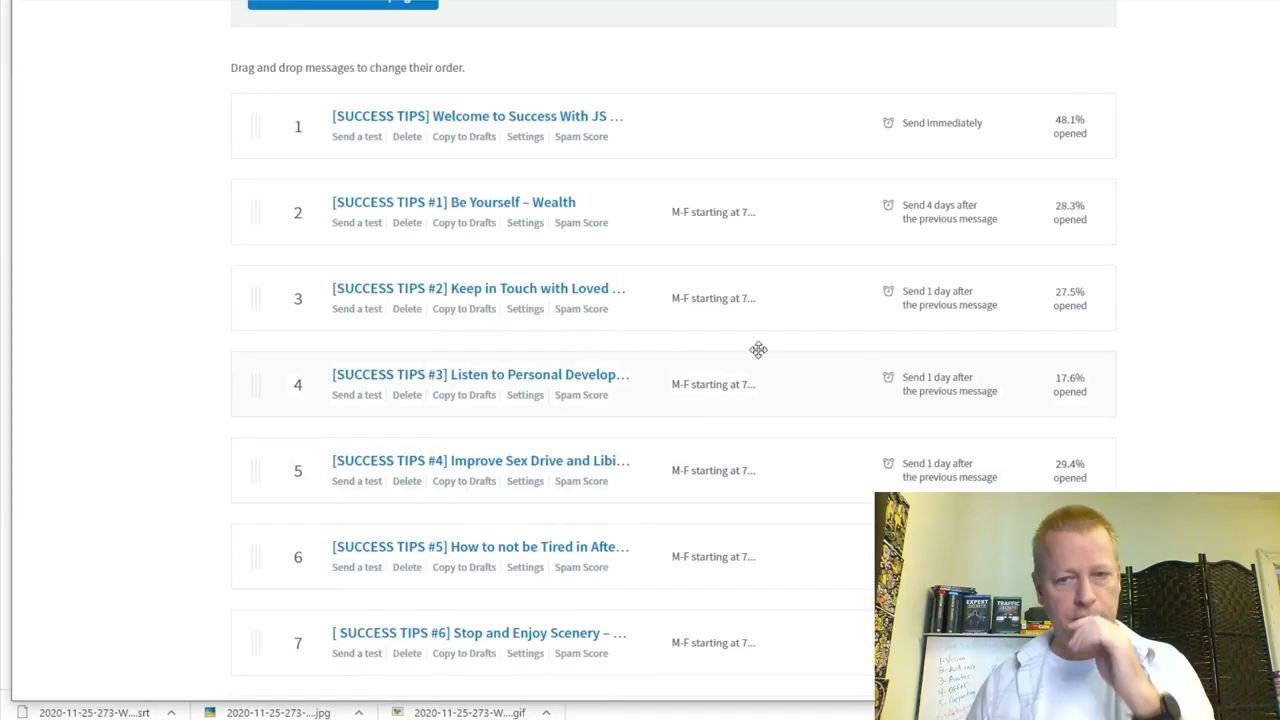 Drag and drop messages to change their order.
1
[SUCCESS TIPS] Welcome to Success With JS ...
Send a test Delete Copy to Drafts Settings Spam Score
Send immediately
48.1%
opened
2
[SUCCESS TIPS #1] Be Yourself – Wealth
Send a test Delete Copy to Drafts Settings Spam Score
M-F starting at 7...
Send 4 days after
the previous message
28.3%
opened
3
[SUCCESS TIPS #2] Keep in Touch with Loved ...
Send a test Delete Copy to Drafts Settings Spam Score
M-F starting at 7...
Send 1 day after
the previous message
27.5%
opened
4
[SUCCESS TIPS #3] Listen to Personal Develop...
Send a test Delete Copy to Drafts Settings Spam Score
M-F starting at 7...
Send 1 day after
the previous message
17.6%
opened
5
[SUCCESS TIPS #4] Improve Sex Drive and Libi...
Send a test Delete Copy to Drafts Settings Spam Score
M-F starting at 7...
Send 1 day after
the previous message
29.4%
opened
6
[SUCCESS TIPS #5] How to not be Tired in Afte...
Send a test Delete Copy to Drafts Settings Spam Score
M-F starting at 7...
7
[ SUCCESS TIPS #6] Stop and Enjoy Scenery – ...
Send a test Delete Copy to Drafts Settings Spam Score
M-F starting at 7...
EXPERT
SECRETS
TRAFFIC
SECRETS
1-Vision
2020-11-25-273-W....srt
2020-11-25-273-....jpg
2020-11-25-273-W....gif